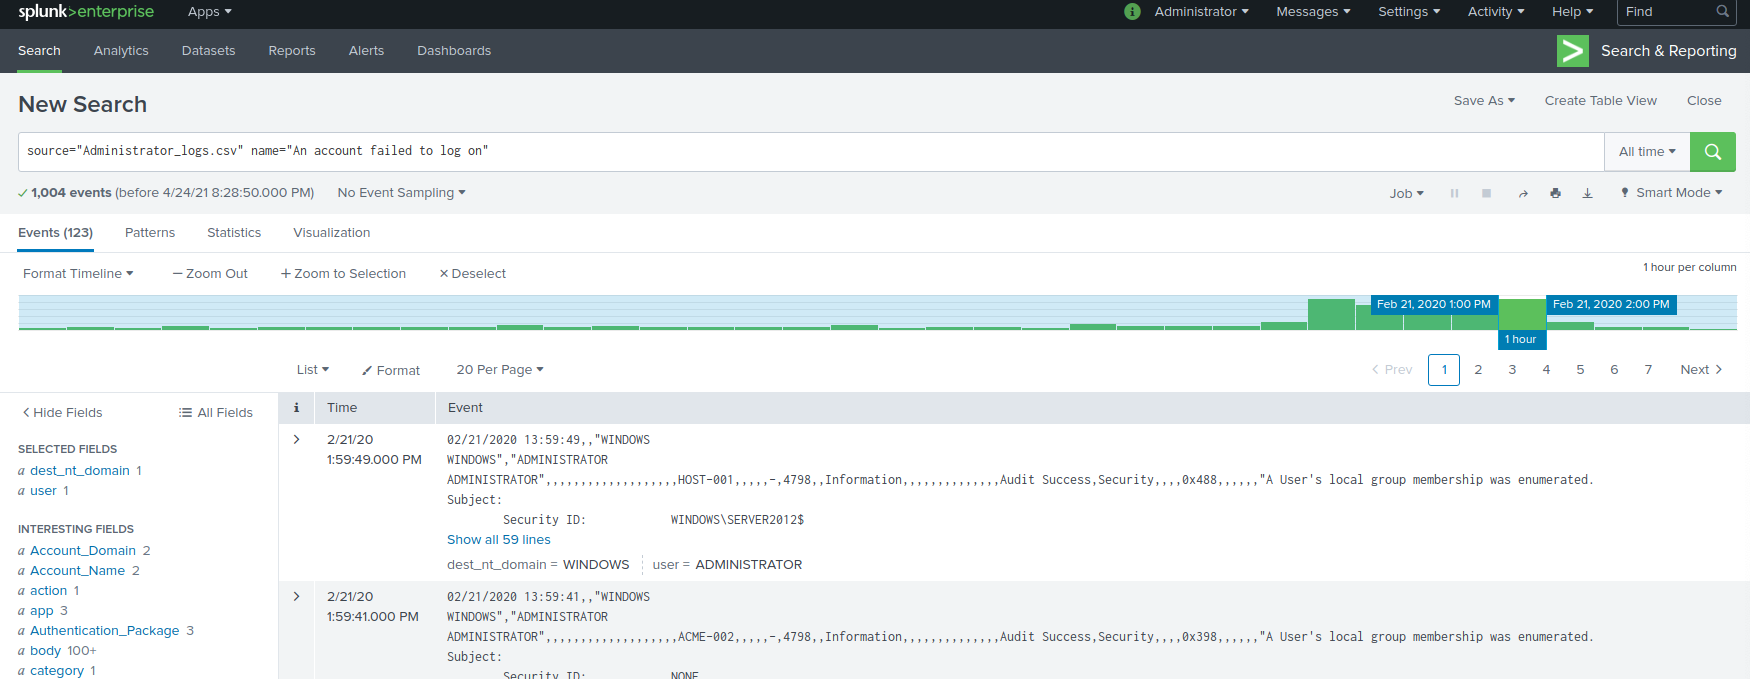 splunk>enterprise Apps Administrator Messages Settings Activity Help Find
Search Analytics Datasets Reports Alerts Dashboards Search & Reporting
New Search Save As Create Table View Close
source="Administrator_logs.csv" name="An account failed to log on" All time
1,004 events (before 4/24/21 8:28:50.000 PM) No Event Sampling Job Smart Mode
Events (123) Patterns Statistics Visualization
Format Timeline — Zoom Out + Zoom to Selection × Deselect 1 hour per column
Feb 21, 2020 1:00 PM Feb 21, 2020 2:00 PM
1 hour
List Format 20 Per Page < Prev 1 2 3 4 5 6 7 Next >
< Hide Fields All Fields i Time Event
SELECTED FIELDS
a dest_nt_domain 1
a user 1
INTERESTING FIELDS
a Account_Domain 2
a Account_Name 2
a action 1
a app 3
a Authentication_Package 3
a body 100+
a category 1
> 2/21/20 02/21/2020 13:59:49,,"WINDOWS
1:59:49.000 PM WINDOWS","ADMINISTRATOR
ADMINISTRATOR",,,,,,,,,,,,,,,,,,,HOST-001,,,,,-,4798,,Information,,,,,,,,,,,,,,Audit Success,Security,,,,0x488,,,,,,"A User's local group membership was enumerated.
Subject:
Security ID: WINDOWS\SERVER2012$
Show all 59 lines
dest_nt_domain = WINDOWS user = ADMINISTRATOR
> 2/21/20 02/21/2020 13:59:41,,"WINDOWS
1:59:41.000 PM WINDOWS","ADMINISTRATOR
ADMINISTRATOR",,,,,,,,,,,,,,,,,,,ACME-002,,,,,-,4798,,Information,,,,,,,,,,,,,,Audit Success,Security,,,,0x398,,,,,,"A User's local group membership was enumerated.
Subject:
Security ID: NONE